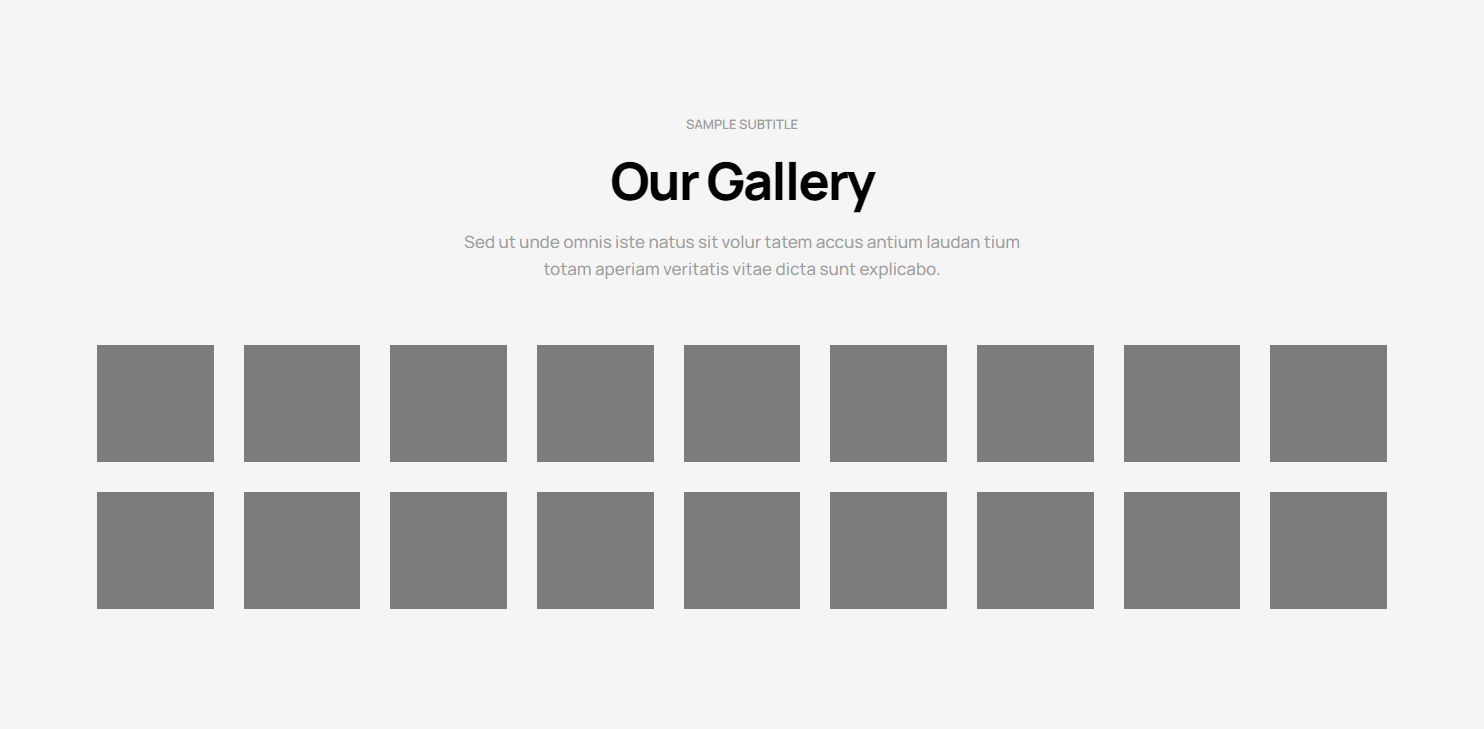 SAMPLE SUBTITLE
Our Gallery
Sed ut unde omnis iste natus sit volur tatem accus antium laudan tium
totam aperiam veritatis vitae dicta sunt explicabo.